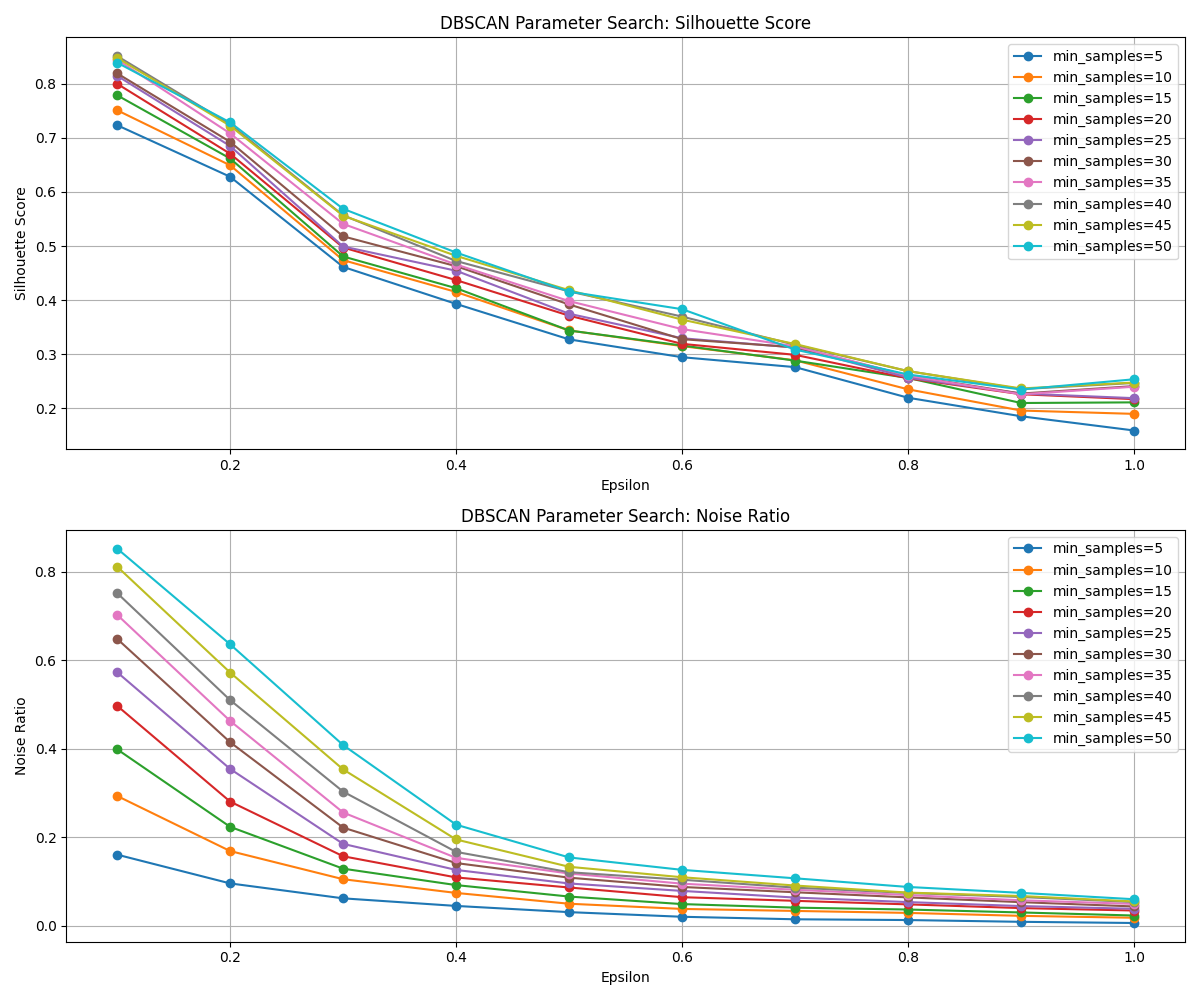 DBSCAN Parameter Search: Silhouette Score
Silhouette Score
0.8
0.7
0.6
0.5
0.4
0.3
0.2
min_samples=5
min_samples=10
min_samples=15
min_samples=20
min_samples=25
min_samples=30
min_samples=35
min_samples=40
min_samples=45
min_samples=50
0.2 0.4 0.6 0.8 1.0
Epsilon
DBSCAN Parameter Search: Noise Ratio
Noise Ratio
0.8
0.6
0.4
0.2
0.0
min_samples=5
min_samples=10
min_samples=15
min_samples=20
min_samples=25
min_samples=30
min_samples=35
min_samples=40
min_samples=45
min_samples=50
0.2 0.4 0.6 0.8 1.0
Epsilon